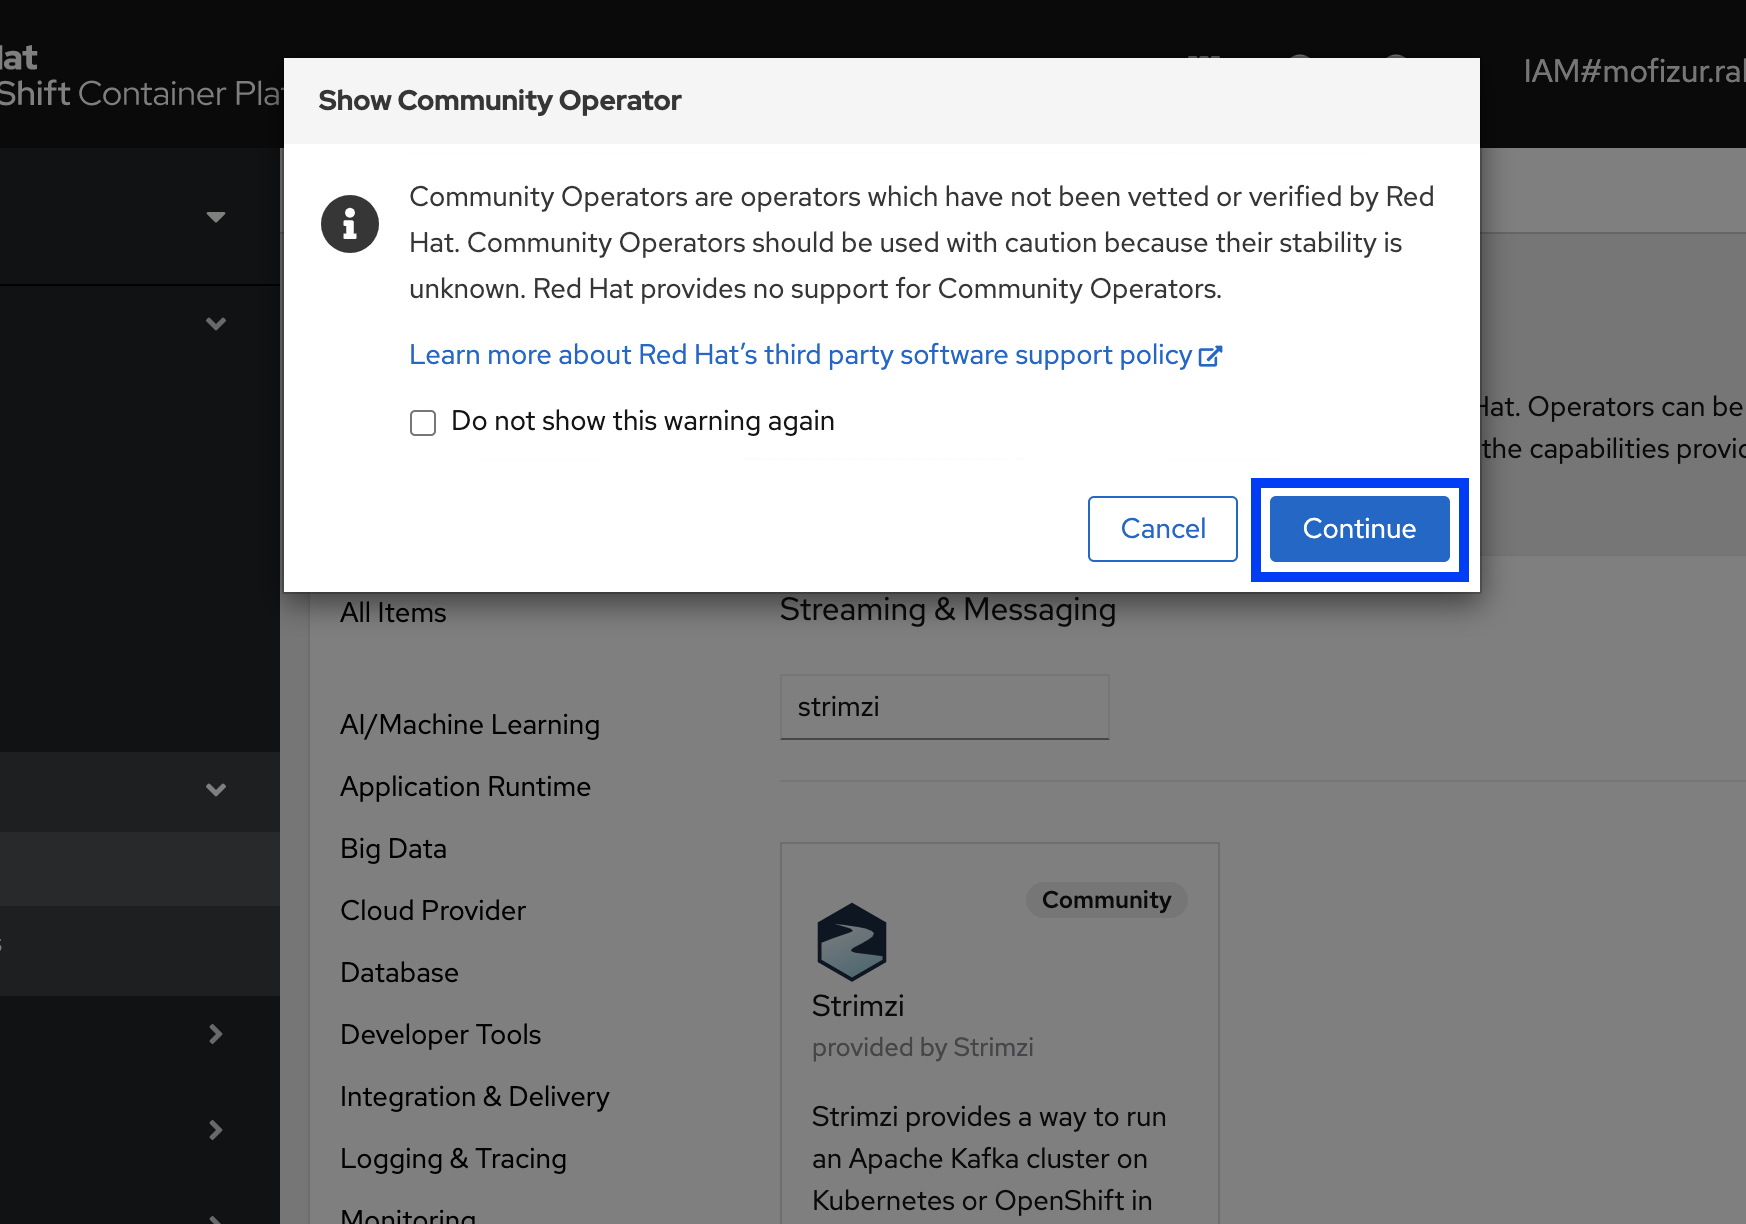 Hat
Shift Container Pla
IAM#mofizur.ra
Show Community Operator
Community Operators are operators which have not been vetted or verified by Red
Hat. Community Operators should be used with caution because their stability is
unknown. Red Hat provides no support for Community Operators.
Learn more about Red Hat’s third party software support policy
Do not show this warning again
Cancel
Continue
Hat. Operators can be
the capabilities provi
All Items
AI/Machine Learning
Application Runtime
Big Data
Cloud Provider
Database
Developer Tools
Integration & Delivery
Logging & Tracing
Monitoring
Streaming & Messaging
strimzi
Community
Strimzi
provided by Strimzi
Strimzi provides a way to run
an Apache Kafka cluster on
Kubernetes or OpenShift in